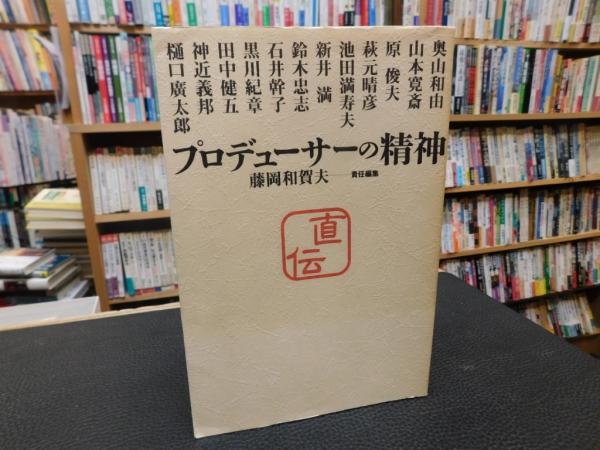 奥山和由
山本寛斎
原俊夫
萩元晴彦
池田満寿夫
新井満
鈴木忠志
石井幹子
黒川紀章
田中健五
神近義邦
樋口廣太郎
プロデューサーの精神
藤岡和賀夫 責任編集
直伝